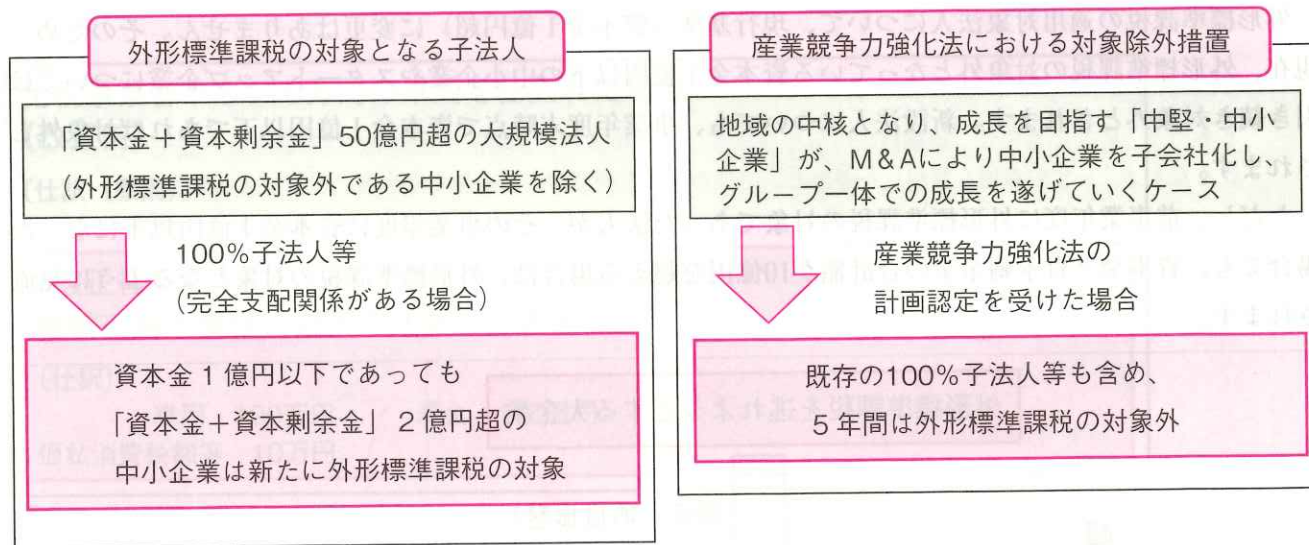 外形標準課税の対象となる子法人
「資本金＋資本剰余金」50億円超の大規模法人
（外形標準課税の対象外である中小企業を除く）
100％子法人等
（完全支配関係がある場合）
資本金１億円以下であっても
「資本金＋資本剰余金」２億円超の
中小企業は新たに外形標準課税の対象
産業競争力強化法における対象除外措置
地域の中核となり、成長を目指す「中堅・中小
企業」が、M&Aにより中小企業を子会社化し、
グループ一体での成長を遂げていくケース
産業競争力強化法の
計画認定を受けた場合
既存の100％子法人等も含め、
５年間は外形標準課税の対象外